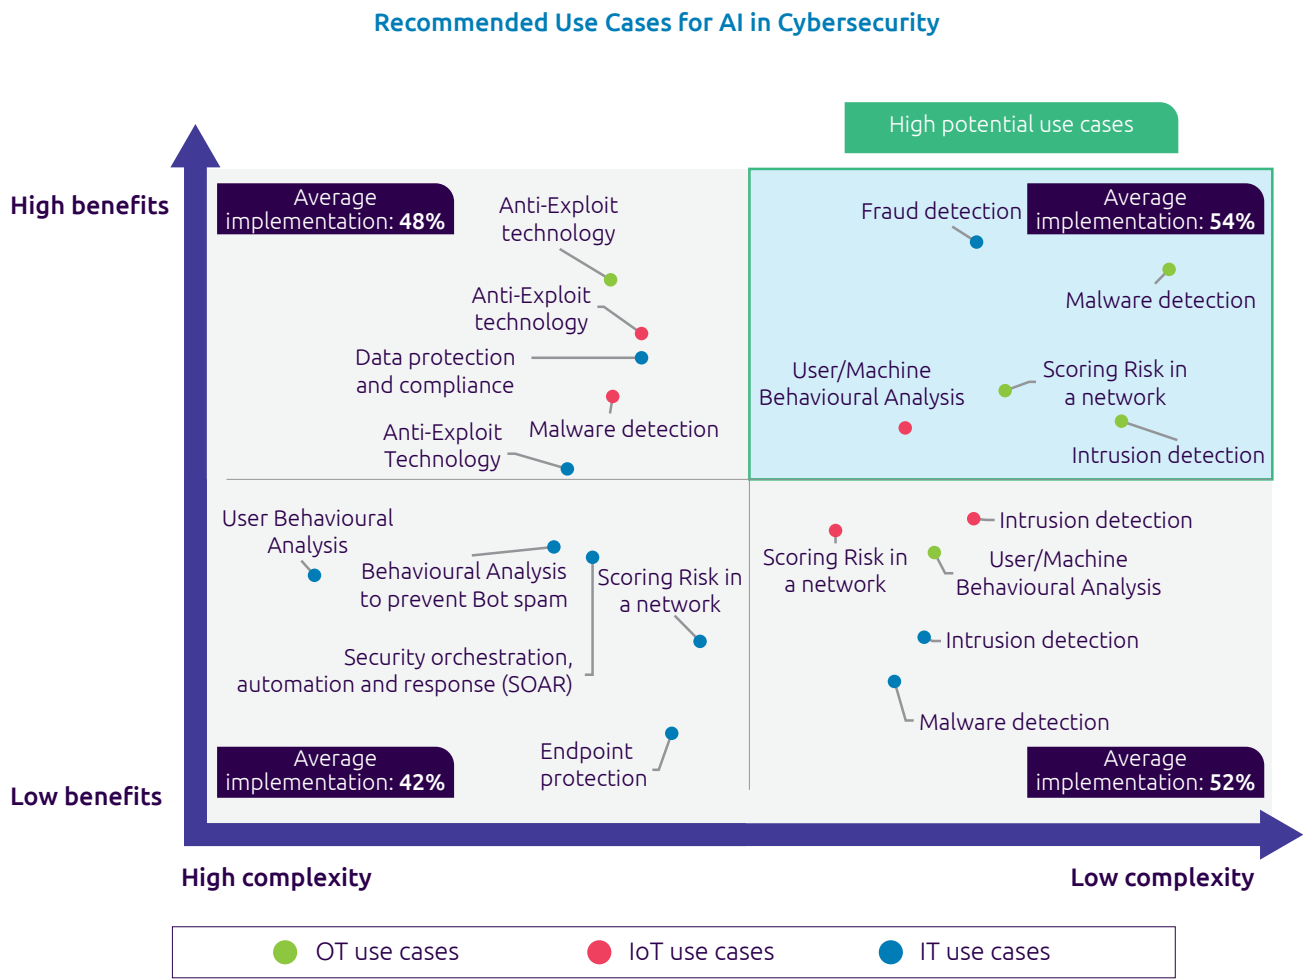 Recommended Use Cases for AI in Cybersecurity
High potential use cases
High benefits
Average
implementation: 48%
Anti-Exploit
technology
Anti-Exploit
technology
Data protection
and compliance
Malware detection
Anti-Exploit
Technology
Fraud detection
Average
implementation: 54%
Malware detection
User/Machine
Behavioural Analysis
Scoring Risk in
a network
Intrusion detection
User Behavioural
Analysis
Behavioural Analysis
to prevent Bot spam
Scoring Risk in
a network
Security orchestration,
automation and response (SOAR)
Endpoint
protection
Average
implementation: 42%
Scoring Risk in
a network
Intrusion detection
User/Machine
Behavioural Analysis
Intrusion detection
Malware detection
Average
implementation: 52%
Low benefits
High complexity
Low complexity
OT use cases
IoT use cases
IT use cases